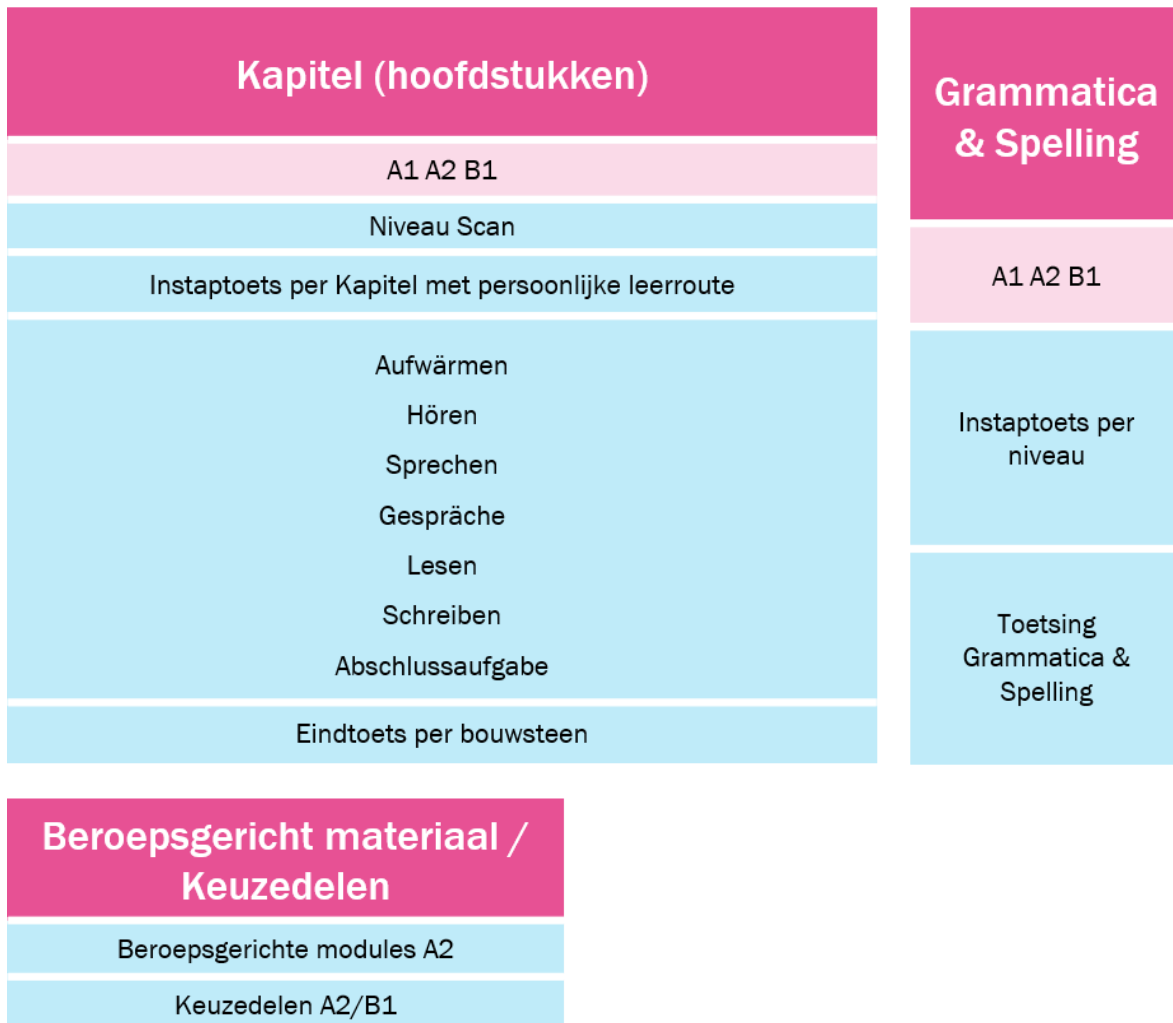 Kapitel (hoofdstukken)
A1 A2 B1
Niveau Scan
Instaptoets per Kapitel met persoonlijke leerroute
Aufwärmen
Hören
Sprechen
Gespräche
Lesen
Schreiben
Abschlussaufgabe
Eindtoets per bouwsteen
Grammatica
& Spelling
A1 A2 B1
Instaptoets per
niveau
Toetsing
Grammatica &
Spelling
Beroepsgericht materiaal /
Keuzedelen
Beroepsgerichte modules A2
Keuzedelen A2/B1